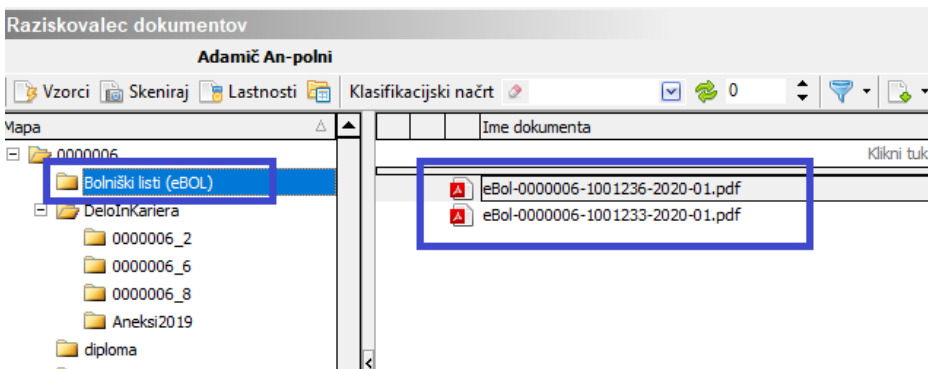 Raziskovalec dokumentov
Adamič An-polni
Vzorci Skeniraj Lastnosti Klasifikacijski načrt 0
Mapa Ime dokumenta
0000006 Klikni tuk
Bolniški listi (eBOL)
eBol-0000006-1001236-2020-01.pdf
DeloInKariera
eBol-0000006-1001233-2020-01.pdf
0000006_2
0000006_6
0000006_8
Aneksi2019
diploma